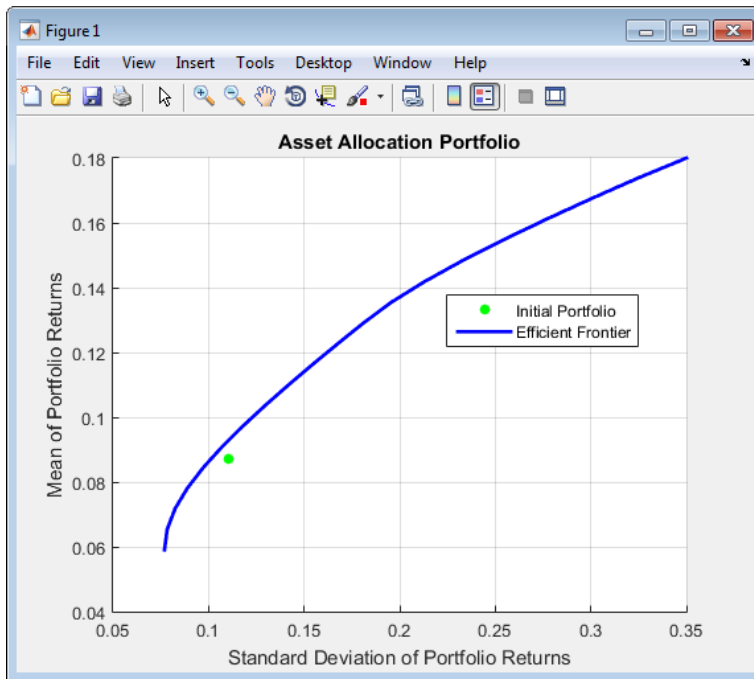 Figure 1
File Edit View Insert Tools Desktop Window Help
Asset Allocation Portfolio
0.18
0.16
0.14
0.12
0.1
0.08
0.06
0.04
Mean of Portfolio Returns
Initial Portfolio
Efficient Frontier
0.05 0.1 0.15 0.2 0.25 0.3 0.35
Standard Deviation of Portfolio Returns